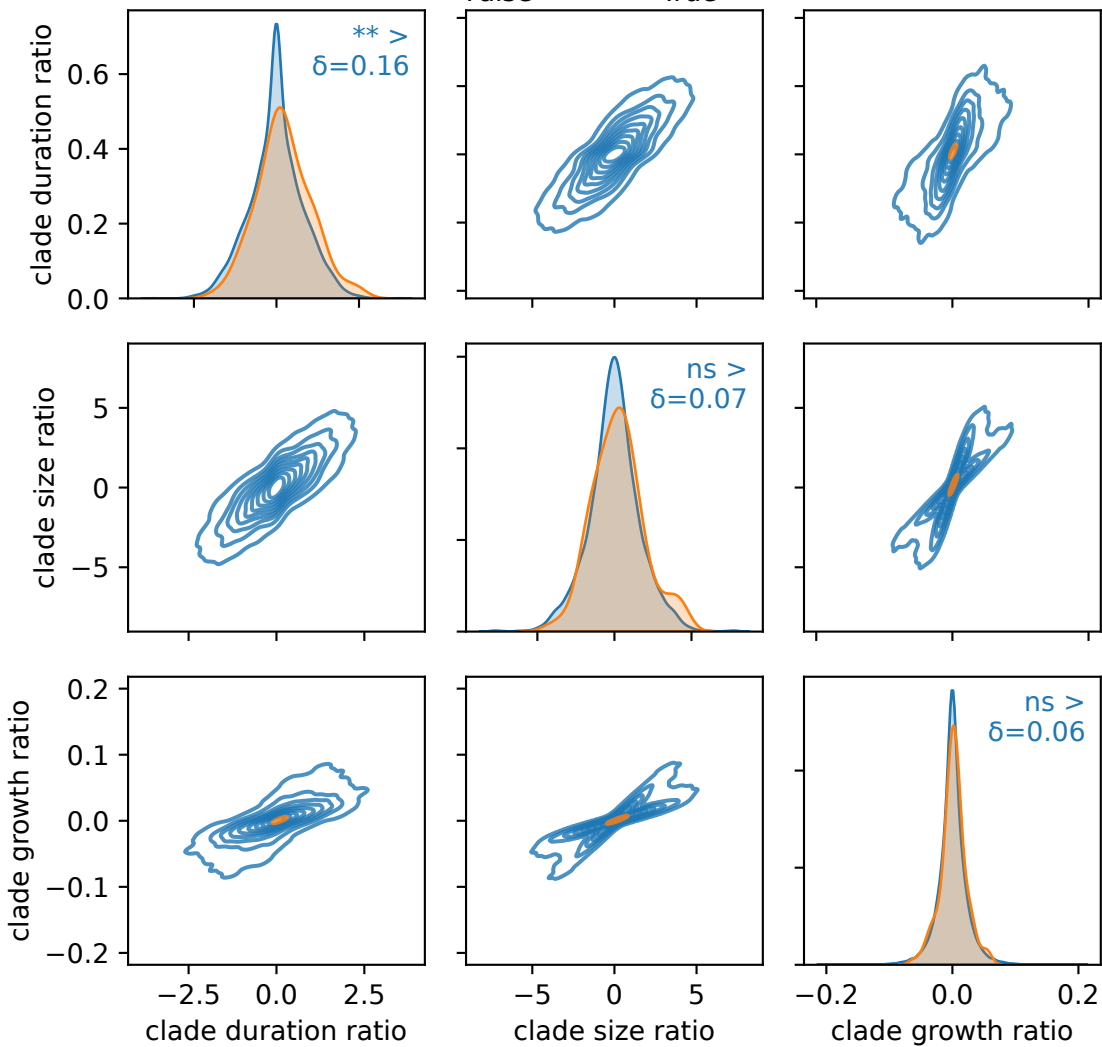 clade duration ratio
0.6
0.4
0.2
0.0
** >
δ=0.16
clade size ratio
5
0
−5
ns >
δ=0.07
clade growth ratio
0.2
0.1
0.0
−0.1
−0.2
ns >
δ=0.06
−2.5 0.0 2.5
−5 0 5
−0.2 0.0 0.2
clade duration ratio
clade size ratio
clade growth ratio